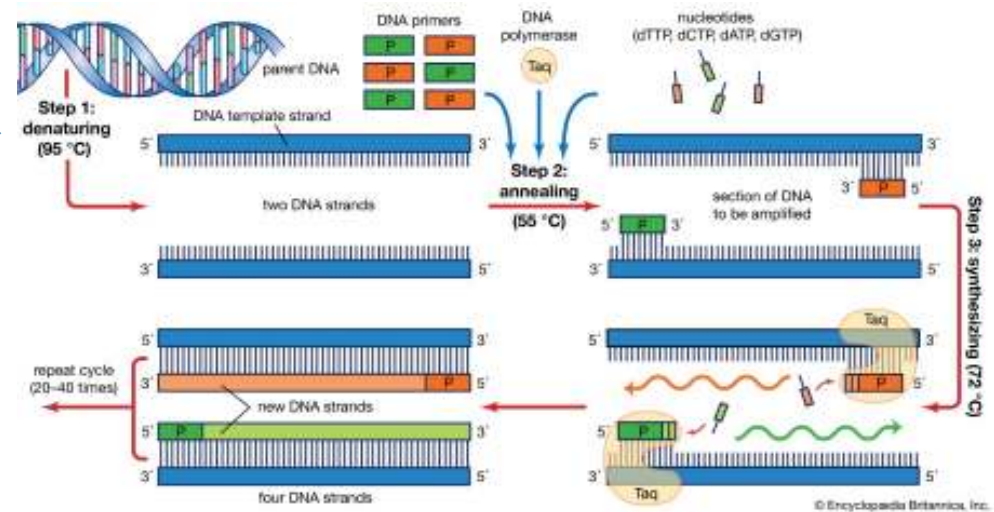 DNA primers
P P
P P
P P
DNA
polymerase
Taq
nucleotides
(dTTP, dCTP, dATP, dGTP)
parent DNA
Step 1:
denaturing
(95 °C)
DNA template strand
5´ 3´
two DNA strands
3´ 5´
Step 2:
annealing
(55 °C)
5´ 3´
3´ P 5´
section of DNA
to be amplified
5´ P 3´
3´ 5´
Step 3: synthesizing (72 °C)
Taq
5´ 3´
P 5´
5´ P
3´ 5´
Taq
5´ 3´
3´ P 5´
new DNA strands
5´ P 3´
3´ 5´
four DNA strands
repeat cycle
(20–40 times)
© Encyclopædia Britannica, Inc.